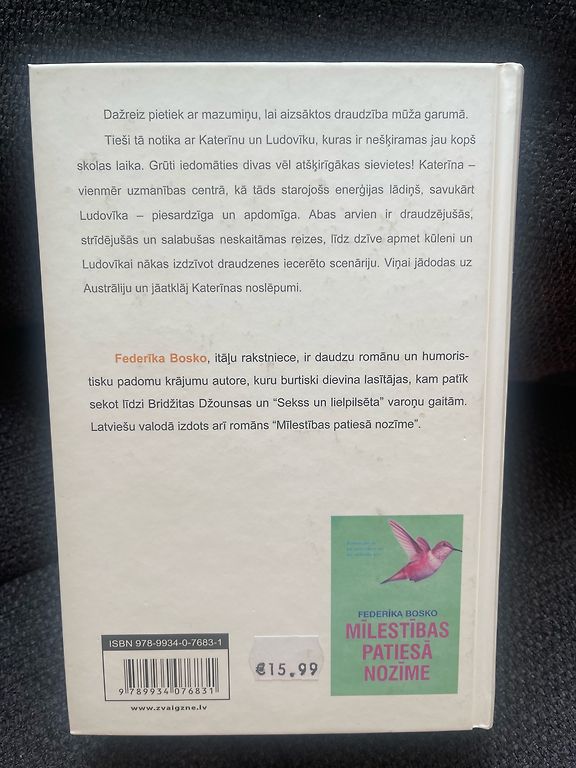 Dažreiz pietiek ar mazumiņu, lai aizsāktos draudzība mūža garumā.
Tieši tā notika ar Katerīnu un Ludovīku, kuras ir nešķiramas jau kopš
skolas laika. Grūti iedomāties divas vēl atšķirīgākas sievietes! Katerīna –
vienmēr uzmanības centrā, kā tāds starojošs enerģijas lādiņš, savukārt
Ludovīka – piesardzīga un apdomīga. Abas arvien ir draudzējušās,
strīdējušās un salabušas neskaitāmas reizes, līdz dzīve apmet kūleni un
Ludovīkai nākas izdzīvot draudzenes iecerēto scenāriju. Viņai jādodas uz
Austrāliju un jāatklāj Katerīnas noslēpumi.
Federīka Bosko, itāļu rakstniece, ir daudzu romānu un humoris-
tisku padomu krājumu autore, kuru burtiski dievina lasītājas, kam patīk
sekot līdzi Bridžitas Džounsas un “Sekss un lielpilsēta” varoņu gaitām.
Latviešu valodā izdots arī romāns “Mīlestības patiesā nozīme”.
FEDERĪKA BOSKO
MĪLESTĪBAS
PATIESĀ
NOZĪME
ISBN 978-9934-0-7683-1
9 789934 076831
www.zvaigzne.lv
€15.99